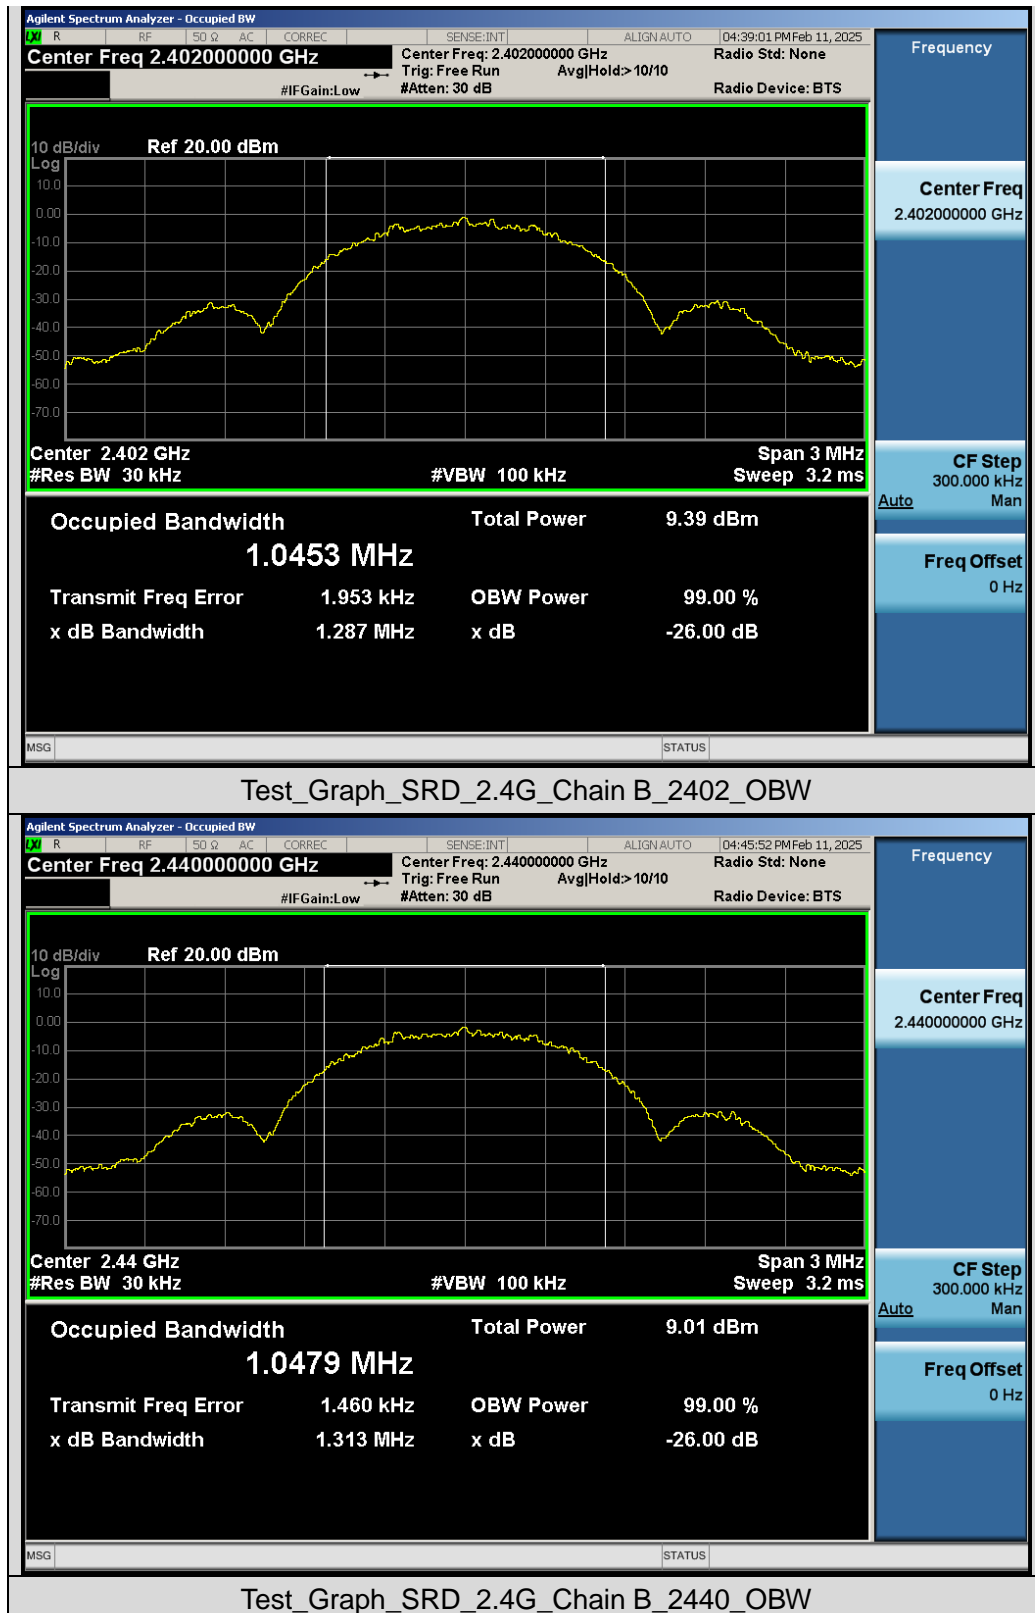 Agilent Spectrum Analyzer - Occupied BW
LXI R RF 50 Ω AC CORREC SENSE:INT ALIGN AUTO 04:39:01 PM Feb 11, 2025
Center Freq 2.402000000 GHz Center Freq: 2.402000000 GHz Radio Std: None
Trig: Free Run Avg|Hold:>10/10
#IFGain:Low #Atten: 30 dB Radio Device: BTS
Frequency
10 dB/div Ref 20.00 dBm
Log
10.0
0.00
-10.0
-20.0
-30.0
-40.0
-50.0
-60.0
-70.0
Center 2.402 GHz Span 3 MHz
#Res BW 30 kHz #VBW 100 kHz Sweep 3.2 ms
Center Freq
2.402000000 GHz
CF Step
300.000 kHz
Auto Man
Freq Offset
0 Hz
Occupied Bandwidth Total Power 9.39 dBm
1.0453 MHz
Transmit Freq Error 1.953 kHz OBW Power 99.00 %
x dB Bandwidth 1.287 MHz x dB -26.00 dB
MSG STATUS
Test_Graph_SRD_2.4G_Chain B_2402_OBW
Agilent Spectrum Analyzer - Occupied BW
LXI R RF 50 Ω AC CORREC SENSE:INT ALIGN AUTO 04:45:52 PM Feb 11, 2025
Center Freq 2.440000000 GHz Center Freq: 2.440000000 GHz Radio Std: None
Trig: Free Run Avg|Hold:>10/10
#IFGain:Low #Atten: 30 dB Radio Device: BTS
Frequency
10 dB/div Ref 20.00 dBm
Log
10.0
0.00
-10.0
-20.0
-30.0
-40.0
-50.0
-60.0
-70.0
Center 2.44 GHz Span 3 MHz
#Res BW 30 kHz #VBW 100 kHz Sweep 3.2 ms
Center Freq
2.440000000 GHz
CF Step
300.000 kHz
Auto Man
Freq Offset
0 Hz
Occupied Bandwidth Total Power 9.01 dBm
1.0479 MHz
Transmit Freq Error 1.460 kHz OBW Power 99.00 %
x dB Bandwidth 1.313 MHz x dB -26.00 dB
MSG STATUS
Test_Graph_SRD_2.4G_Chain B_2440_OBW